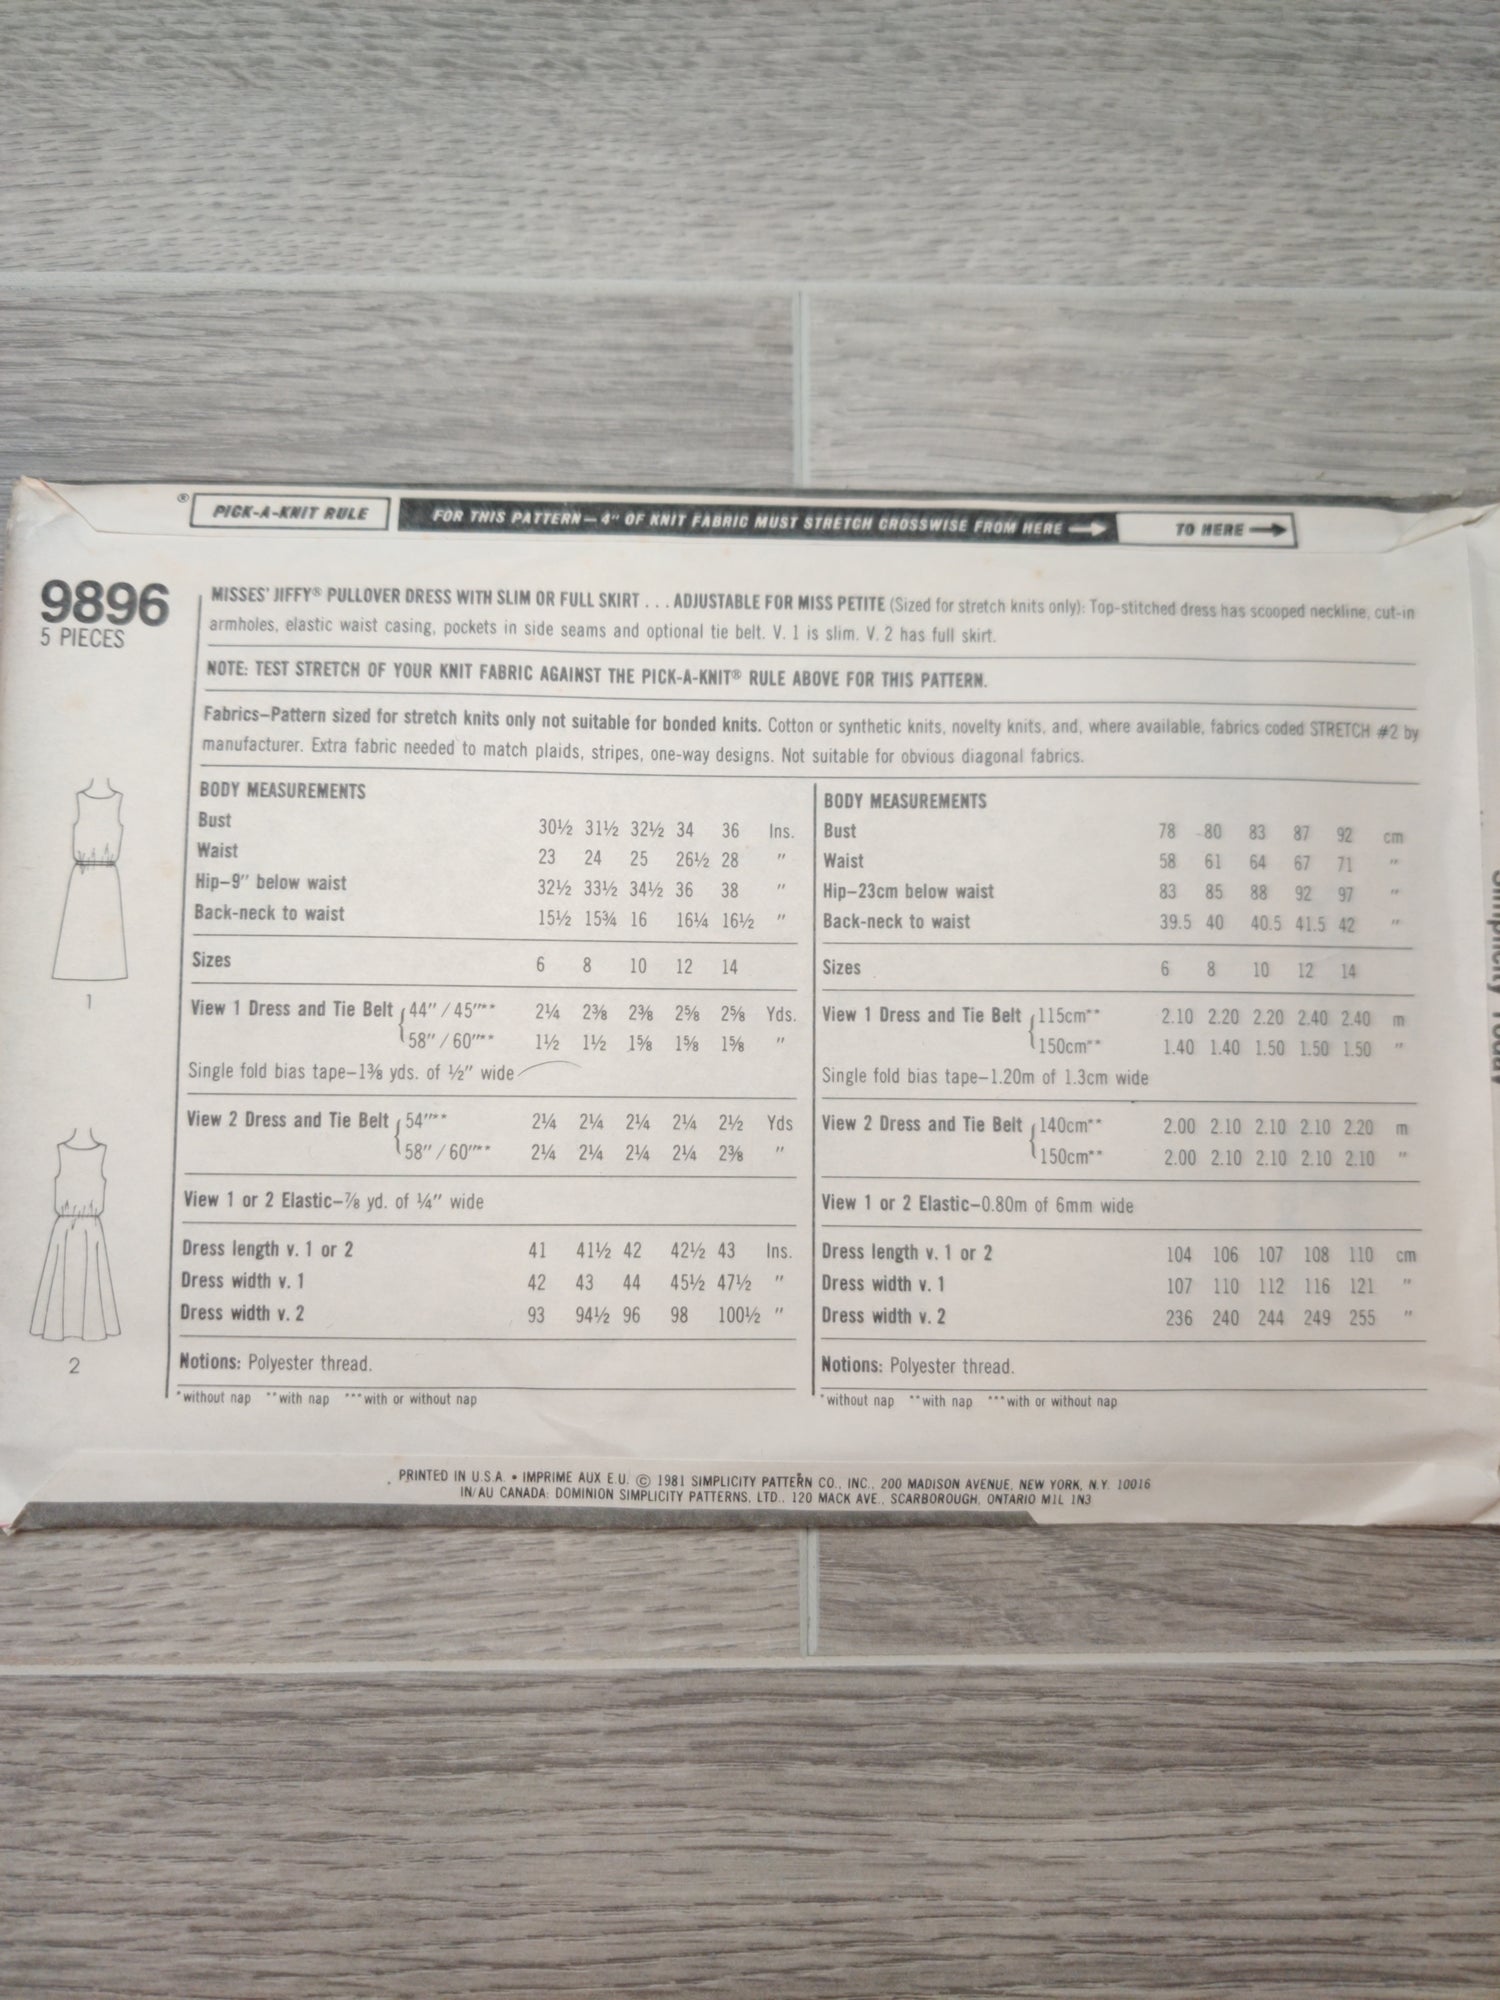 ® PICK-A-KNIT RULE FOR THIS PATTERN—4" OF KNIT FABRIC MUST STRETCH CROSSWISE FROM HERE → TO HERE →
9896
5 PIECES
MISSES' JIFFY® PULLOVER DRESS WITH SLIM OR FULL SKIRT . . . ADJUSTABLE FOR MISS PETITE (Sized for stretch knits only): Top-stitched dress has scooped neckline, cut-in
armholes, elastic waist casing, pockets in side seams and optional tie belt. V. 1 is slim. V. 2 has full skirt.
NOTE: TEST STRETCH OF YOUR KNIT FABRIC AGAINST THE PICK-A-KNIT® RULE ABOVE FOR THIS PATTERN.
Fabrics—Pattern sized for stretch knits only not suitable for bonded knits. Cotton or synthetic knits, novelty knits, and, where available, fabrics coded STRETCH #2 by
manufacturer. Extra fabric needed to match plaids, stripes, one-way designs. Not suitable for obvious diagonal fabrics.
BODY MEASUREMENTS
Bust 30½ 31½ 32½ 34 36 Ins.
Waist 23 24 25 26½ 28 "
Hip—9" below waist 32½ 33½ 34½ 36 38 "
Back-neck to waist 15½ 15¾ 16 16¼ 16½ "
Sizes 6 8 10 12 14
View 1 Dress and Tie Belt { 44" / 45"** 2¼ 2⅜ 2⅜ 2⅝ 2⅝ Yds.
58" / 60"** 1½ 1½ 1⅝ 1⅝ 1⅝ "
Single fold bias tape—1⅜ yds. of ½" wide
View 2 Dress and Tie Belt { 54"** 2¼ 2¼ 2¼ 2¼ 2½ Yds
58" / 60"** 2¼ 2¼ 2¼ 2¼ 2⅜ "
View 1 or 2 Elastic—⅞ yd. of ¼" wide
Dress length v. 1 or 2 41 41½ 42 42½ 43 Ins.
Dress width v. 1 42 43 44 45½ 47½ "
Dress width v. 2 93 94½ 96 98 100½ "
Notions: Polyester thread.
*without nap **with nap ***with or without nap
BODY MEASUREMENTS
Bust 78 80 83 87 92 cm
Waist 58 61 64 67 71 "
Hip—23cm below waist 83 85 88 92 97 "
Back-neck to waist 39.5 40 40.5 41.5 42 "
Sizes 6 8 10 12 14
View 1 Dress and Tie Belt { 115cm** 2.10 2.20 2.20 2.40 2.40 m
150cm** 1.40 1.40 1.50 1.50 1.50 "
Single fold bias tape—1.20m of 1.3cm wide
View 2 Dress and Tie Belt { 140cm** 2.00 2.10 2.10 2.10 2.20 m
150cm** 2.00 2.10 2.10 2.10 2.10 "
View 1 or 2 Elastic—0.80m of 6mm wide
Dress length v. 1 or 2 104 106 107 108 110 cm
Dress width v. 1 107 110 112 116 121 "
Dress width v. 2 236 240 244 249 255 "
Notions: Polyester thread.
*without nap **with nap ***with or without nap
1
2
PRINTED IN U.S.A. • IMPRIME AUX E.U. © 1981 SIMPLICITY PATTERN CO., INC., 200 MADISON AVENUE, NEW YORK, N.Y. 10016
IN/AU CANADA: DOMINION SIMPLICITY PATTERNS, LTD., 120 MACK AVE., SCARBOROUGH, ONTARIO M1L 1N3
Simplicity Today